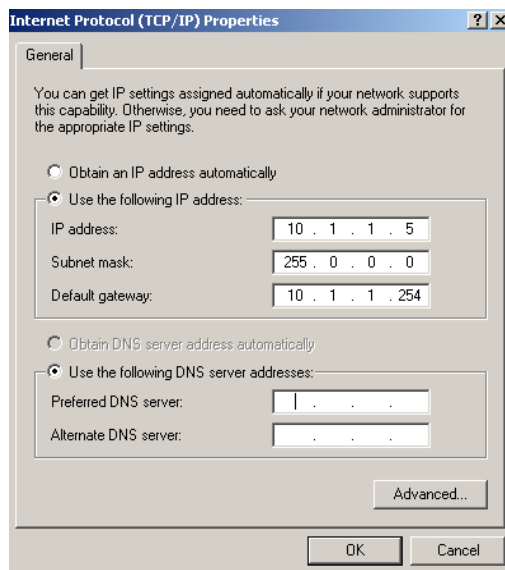 Internet Protocol (TCP/IP) Properties
? X
General
You can get IP settings assigned automatically if your network supports
this capability. Otherwise, you need to ask your network administrator for
the appropriate IP settings.
Obtain an IP address automatically
Use the following IP address:
IP address: 10 . 1 . 1 . 5
Subnet mask: 255 . 0 . 0 . 0
Default gateway: 10 . 1 . 1 . 254
Obtain DNS server address automatically
Use the following DNS server addresses:
Preferred DNS server: . . .
Alternate DNS server: . . .
Advanced...
OK Cancel